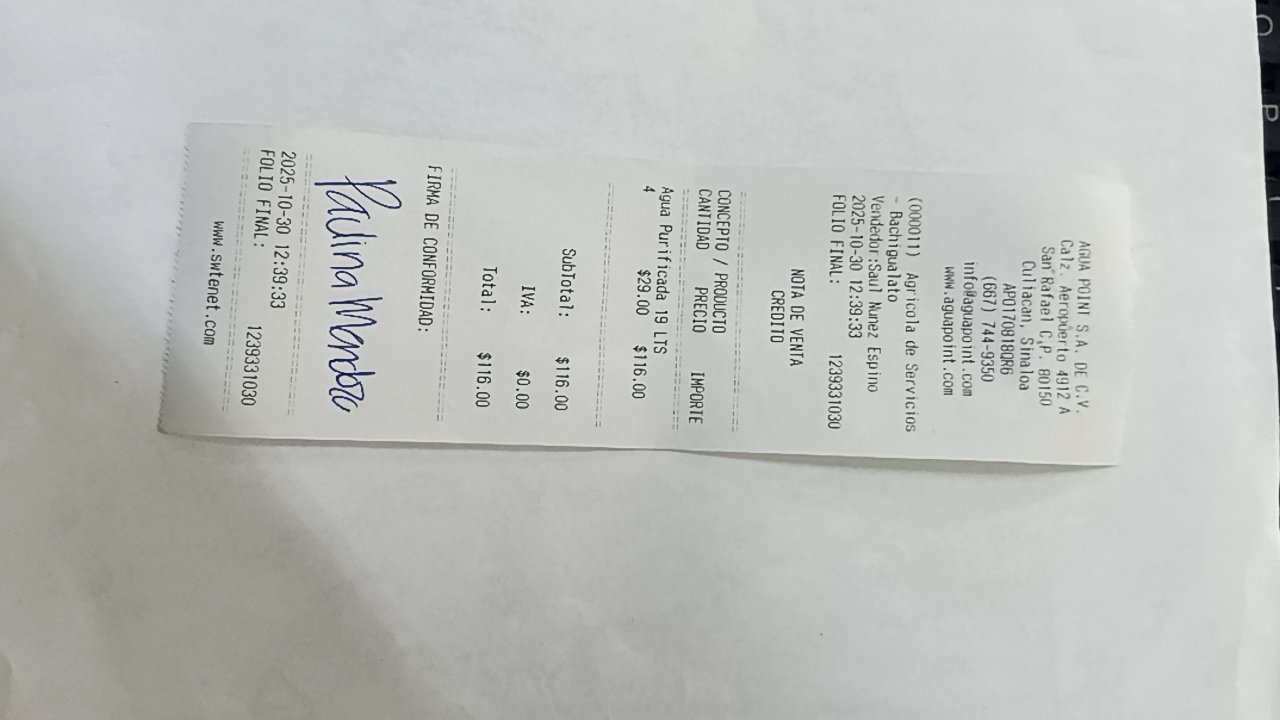 AGUA POINT S.A. DE C.V.
Calz. Aeropuerto 4912 A
San Rafael C.P. 80150
Culiacan, Sinaloa
APO170818QR6
(667) 744-9350
info@aguapoint.com
www.aguapoint.com
(000011) Agricola de Servicios
- Bachigualato
Vendedor:Saul Nunez Espino
2025-10-30 12:39:33
FOLIO FINAL: 1239331030
NOTA DE VENTA
CREDITO
CONCEPTO / PRODUCTO
CANTIDAD PRECIO IMPORTE
Agua Purificada 19 LTS
4 $29.00 $116.00
SubTotal: $116.00
IVA: $0.00
Total: $116.00
FIRMA DE CONFORMIDAD:
Paulina Mendoza
2025-10-30 12:39:33
FOLIO FINAL: 1239331030
www.swtenet.com
O
P